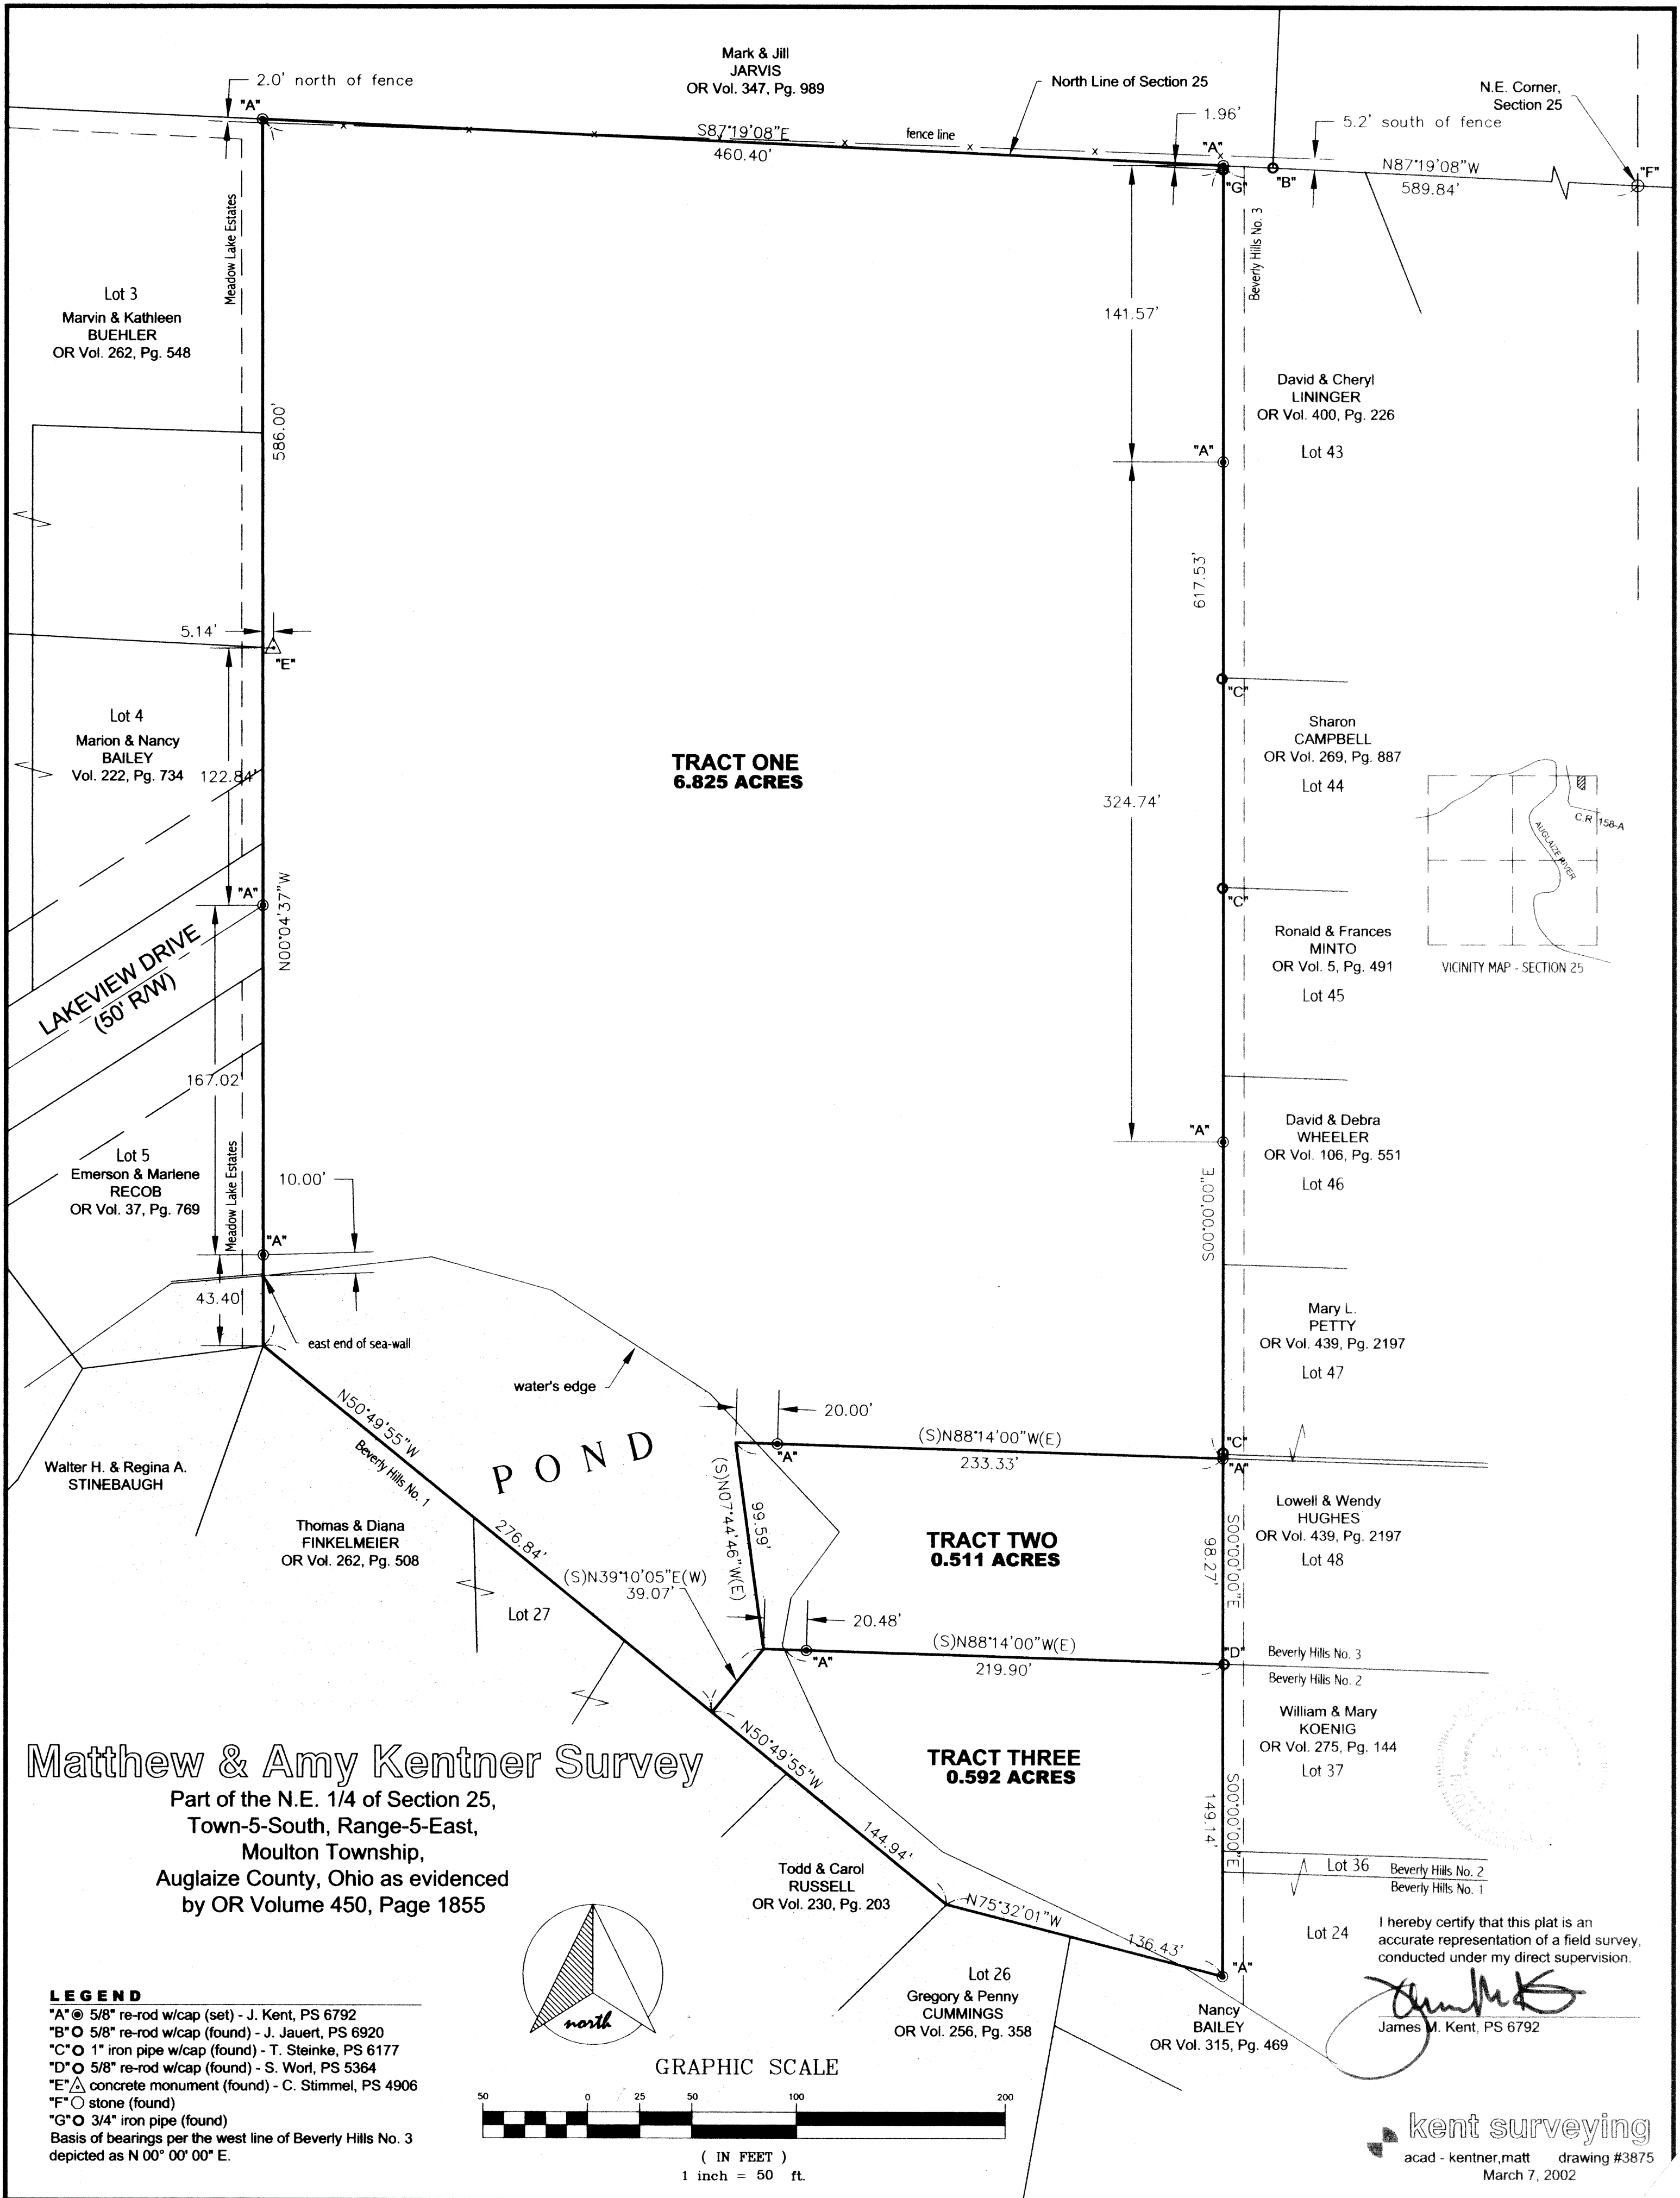 Mark & Jill
JARVIS
OR Vol. 347, Pg. 989
2.0' north of fence
North Line of Section 25
N.E. Corner,
Section 25
"A"
S87°19'08"E
460.40'
fence line
1.96'
5.2' south of fence
"A"
"G"
"B"
N87°19'08"W
589.84'
"F"
Meadow Lake Estates
Beverly Hills No. 3
Lot 3
Marvin & Kathleen
BUEHLER
OR Vol. 262, Pg. 548
586.00'
141.57'
David & Cheryl
LININGER
OR Vol. 400, Pg. 226
Lot 43
"A"
617.53'
5.14'
"E"
"C"
Lot 4
Marion & Nancy
BAILEY
Vol. 222, Pg. 734
122.84'
TRACT ONE
6.825 ACRES
324.74'
Sharon
CAMPBELL
OR Vol. 269, Pg. 887
Lot 44
C.R 158-A
AUGLAIZE RIVER
VICINITY MAP - SECTION 25
"A"
N00°04'37"W
"C"
LAKEVIEW DRIVE
(50' R/W)
Ronald & Frances
MINTO
OR Vol. 5, Pg. 491
Lot 45
167.02'
"A"
David & Debra
WHEELER
OR Vol. 106, Pg. 551
Lot 46
S00°00'00"E
Lot 5
Emerson & Marlene
RECOB
OR Vol. 37, Pg. 769
Meadow Lake Estates
10.00'
"A"
43.40'
east end of sea-wall
Mary L.
PETTY
OR Vol. 439, Pg. 2197
Lot 47
water's edge
20.00'
"A"
(S)N88°14'00"W(E)
233.33'
"C"
"A"
N50°49'55"W
Beverly Hills No. 1
276.84'
POND
Walter H. & Regina A.
STINEBAUGH
Thomas & Diana
FINKELMEIER
OR Vol. 262, Pg. 508
(S)N07°44'46"W(E)
99.59'
TRACT TWO
0.511 ACRES
S00°00'00"E
98.27'
Lowell & Wendy
HUGHES
OR Vol. 439, Pg. 2197
Lot 48
(S)N39°10'05"E(W)
39.07'
Lot 27
20.48'
"A"
(S)N88°14'00"W(E)
219.90'
"D"
Beverly Hills No. 3
Beverly Hills No. 2
William & Mary
KOENIG
OR Vol. 275, Pg. 144
Lot 37
N50°49'55"W
144.94'
TRACT THREE
0.592 ACRES
S00°00'00"E
149.14'
Matthew & Amy Kentner Survey
Part of the N.E. 1/4 of Section 25,
Town-5-South, Range-5-East,
Moulton Township,
Auglaize County, Ohio as evidenced
by OR Volume 450, Page 1855
Todd & Carol
RUSSELL
OR Vol. 230, Pg. 203
N75°32'01"W
136.43'
"A"
Lot 36
Beverly Hills No. 2
Beverly Hills No. 1
Lot 24
I hereby certify that this plat is an
accurate representation of a field survey,
conducted under my direct supervision.
James M. Kent, PS 6792
Lot 26
Gregory & Penny
CUMMINGS
OR Vol. 256, Pg. 358
Nancy
BAILEY
OR Vol. 315, Pg. 469
LEGEND
"A" 5/8" re-rod w/cap (set) - J. Kent, PS 6792
"B" 5/8" re-rod w/cap (found) - J. Jauert, PS 6920
"C" 1" iron pipe w/cap (found) - T. Steinke, PS 6177
"D" 5/8" re-rod w/cap (found) - S. Worl, PS 5364
"E" concrete monument (found) - C. Stimmel, PS 4906
"F" stone (found)
"G" 3/4" iron pipe (found)
Basis of bearings per the west line of Beverly Hills No. 3
depicted as N 00° 00' 00" E.
north
GRAPHIC SCALE
50 0 25 50 100 200
( IN FEET )
1 inch = 50 ft.
kent surveying
acad - kentner,matt drawing #3875
March 7, 2002